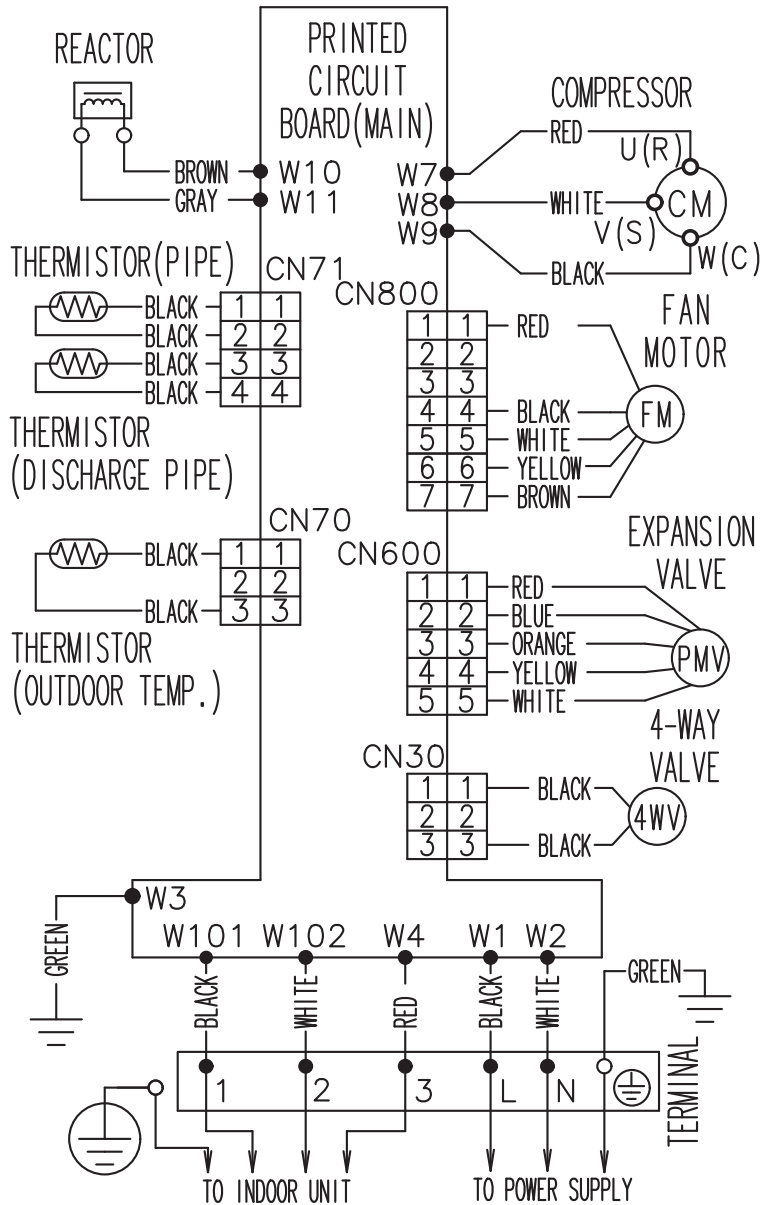 REACTOR
PRINTED
CIRCUIT
BOARD(MAIN)
COMPRESSOR
RED
U(R)
BROWN
W10
W7
GRAY
W11
W8
WHITE
CM
W9
V(S)
W(C)
BLACK
THERMISTOR(PIPE)
CN71
BLACK 1 1
BLACK 2 2
BLACK 3 3
BLACK 4 4
THERMISTOR
(DISCHARGE PIPE)
CN800
FAN
MOTOR
1 1 RED
2 2
3 3
4 4 BLACK
FM
5 5 WHITE
6 6 YELLOW
7 7 BROWN
CN70
BLACK 1 1
2 2
BLACK 3 3
THERMISTOR
(OUTDOOR TEMP.)
CN600
EXPANSION
VALVE
1 1 RED
2 2 BLUE
3 3 ORANGE
PMV
4 4 YELLOW
5 5 WHITE
4-WAY
VALVE
CN30
1 1 BLACK
2 2
4WV
3 3 BLACK
W3
GREEN
W101 W102 W4 W1 W2
GREEN
BLACK WHITE RED BLACK WHITE
1 2 3 L N
TERMINAL
TO INDOOR UNIT
TO POWER SUPPLY